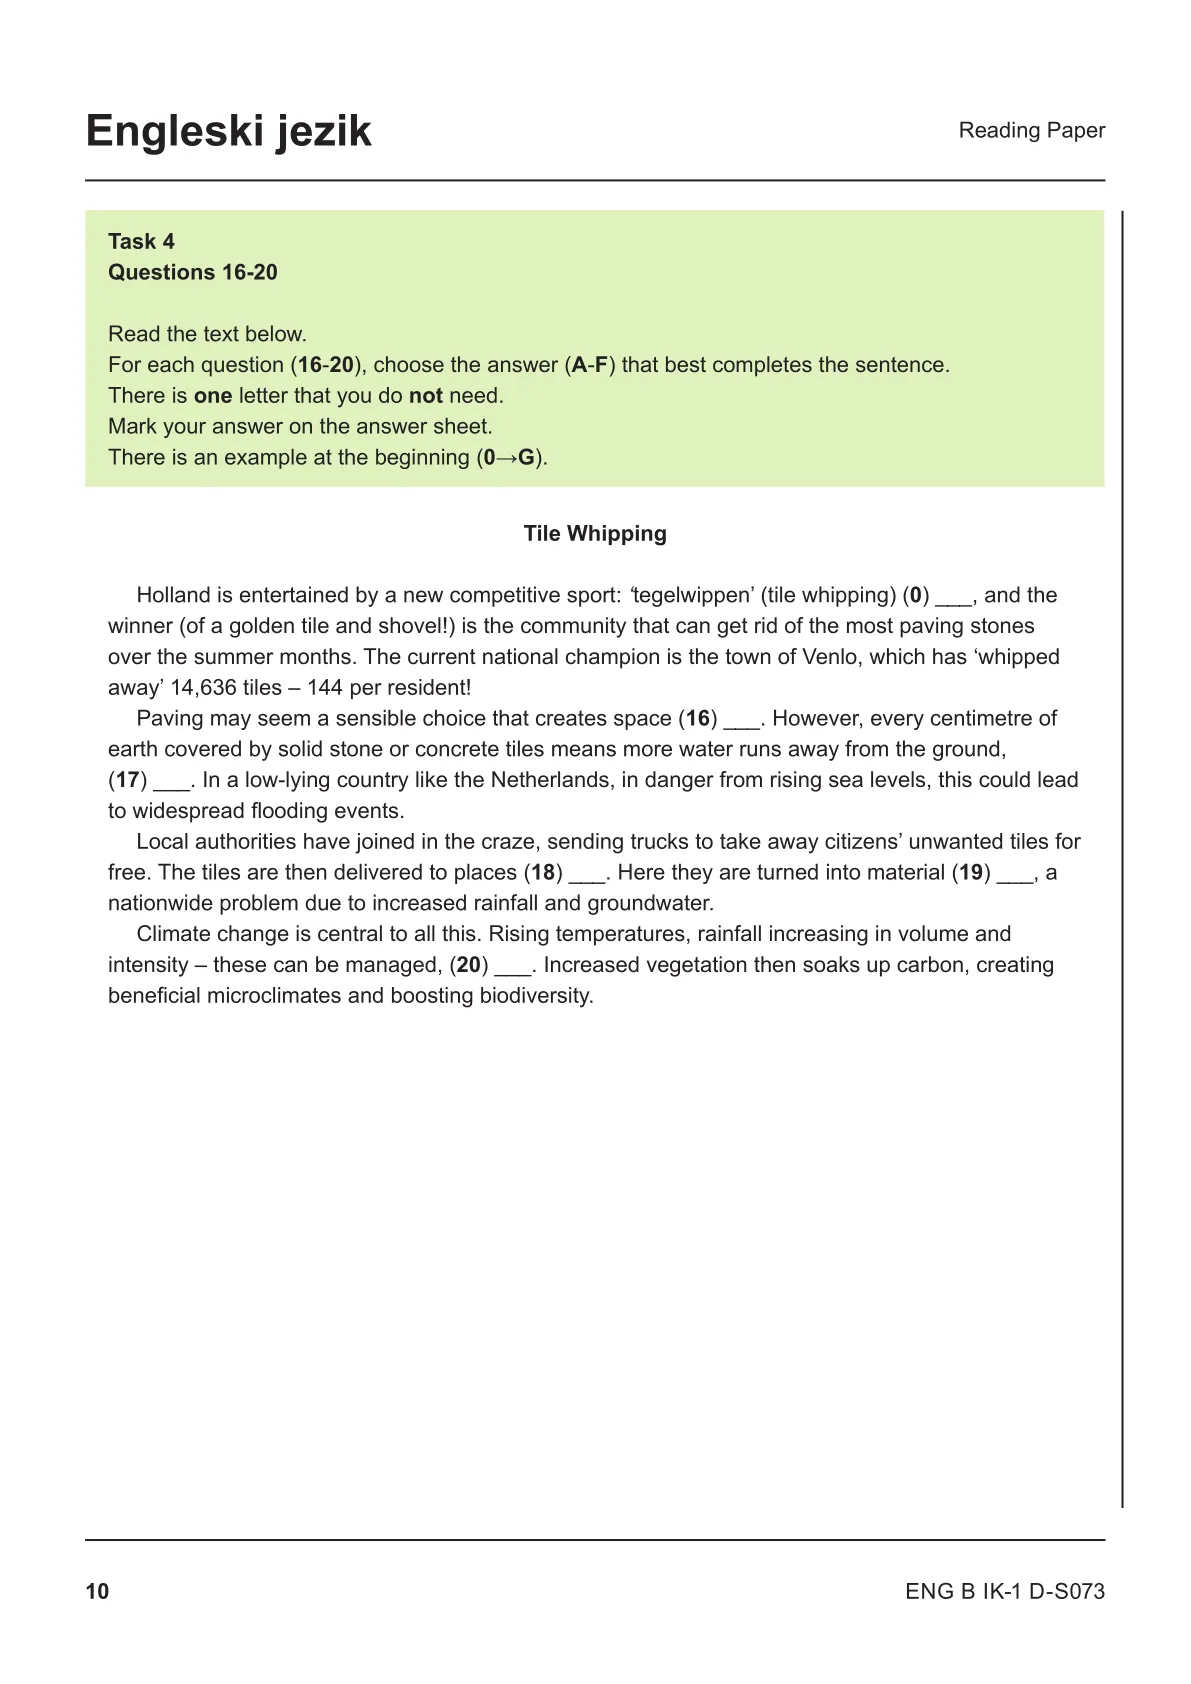 Engleski jezik
Reading Paper
Task 4
Questions 16-20
Read the text below.
For each question (16-20), choose the answer (A-F) that best completes the sentence.
There is one letter that you do not need.
Mark your answer on the answer sheet.
There is an example at the beginning (0→G).
Tile Whipping
Holland is entertained by a new competitive sport: ‘tegelwippen’ (tile whipping) (0) ___, and the
winner (of a golden tile and shovel!) is the community that can get rid of the most paving stones
over the summer months. The current national champion is the town of Venlo, which has ‘whipped
away’ 14,636 tiles – 144 per resident!
Paving may seem a sensible choice that creates space (16) ___. However, every centimetre of
earth covered by solid stone or concrete tiles means more water runs away from the ground,
(17) ___. In a low-lying country like the Netherlands, in danger from rising sea levels, this could lead
to widespread flooding events.
Local authorities have joined in the craze, sending trucks to take away citizens’ unwanted tiles for
free. The tiles are then delivered to places (18) ___. Here they are turned into material (19) ___, a
nationwide problem due to increased rainfall and groundwater.
Climate change is central to all this. Rising temperatures, rainfall increasing in volume and
intensity – these can be managed, (20) ___. Increased vegetation then soaks up carbon, creating
beneficial microclimates and boosting biodiversity.
10
ENG B IK-1 D-S073